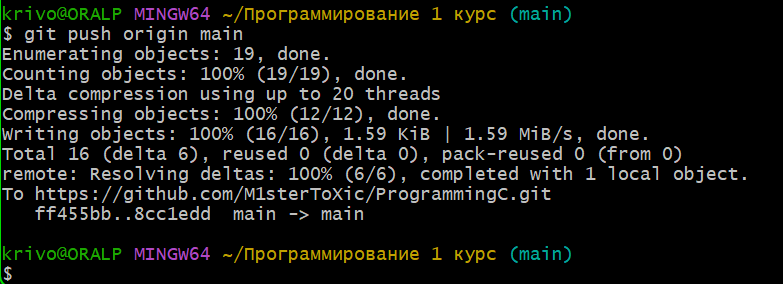 krivo@ORALP MINGW64 ~/Программирование 1 курс (main)
$ git push origin main
Enumerating objects: 19, done.
Counting objects: 100% (19/19), done.
Delta compression using up to 20 threads
Compressing objects: 100% (12/12), done.
Writing objects: 100% (16/16), 1.59 KiB | 1.59 MiB/s, done.
Total 16 (delta 6), reused 0 (delta 0), pack-reused 0 (from 0)
remote: Resolving deltas: 100% (6/6), completed with 1 local object.
To https://github.com/M1sterToXic/ProgrammingC.git
   ff455bb..8cc1edd  main -> main

krivo@ORALP MINGW64 ~/Программирование 1 курс (main)
$